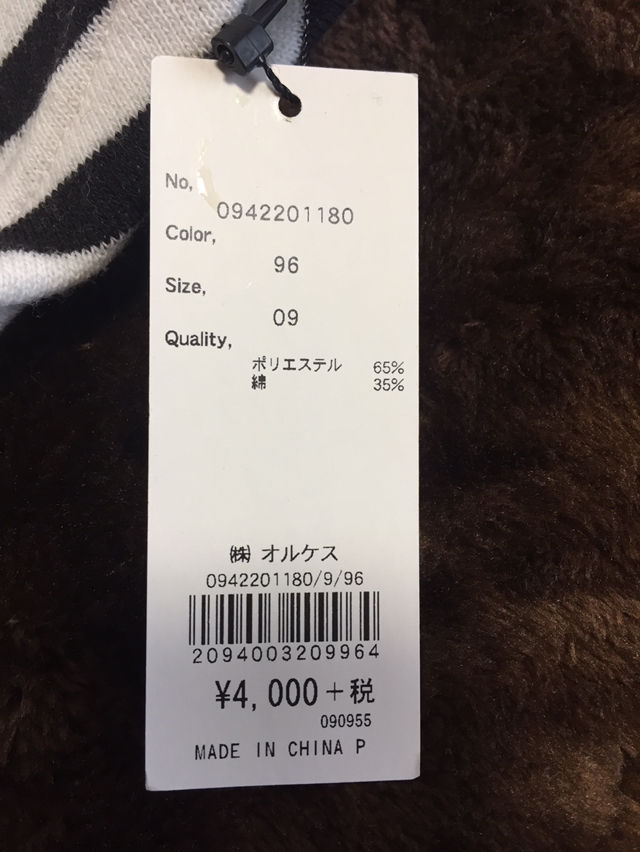 No,
0942201180
Color,
96
Size,
09
Quality,
ポリエステル 65%
綿 35%
㈱ オルケス
0942201180/9/96
2094003209964
¥4,000+税
090955
MADE IN CHINA P